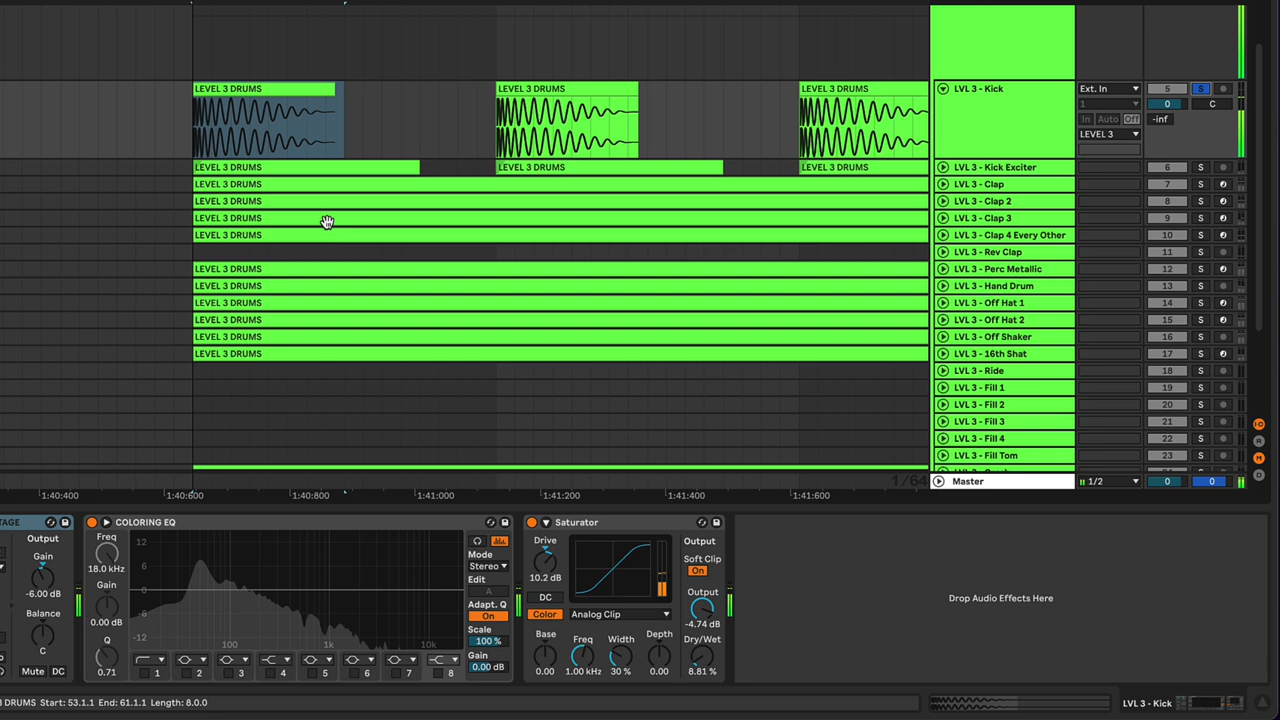 LEVEL 3 DRUMS LEVEL 3 DRUMS LEVEL 3 DRUMS LVL 3 - Kick Ext. In 5 S
1 0 C
In Auto Off -inf
LEVEL 3
LEVEL 3 DRUMS LEVEL 3 DRUMS LEVEL 3 DRUMS LVL 3 - Kick Exciter 6 S
LEVEL 3 DRUMS LVL 3 - Clap 7 S
LEVEL 3 DRUMS LVL 3 - Clap 2 8 S
LEVEL 3 DRUMS LVL 3 - Clap 3 9 S
LEVEL 3 DRUMS LVL 3 - Clap 4 Every Other 10 S
LVL 3 - Rev Clap 11 S
LEVEL 3 DRUMS LVL 3 - Perc Metallic 12 S
LEVEL 3 DRUMS LVL 3 - Hand Drum 13 S
LEVEL 3 DRUMS LVL 3 - Off Hat 1 14 S
LEVEL 3 DRUMS LVL 3 - Off Hat 2 15 S
LEVEL 3 DRUMS LVL 3 - Off Shaker 16 S
LEVEL 3 DRUMS LVL 3 - 16th Shat 17 S
LVL 3 - Ride 18 S
LVL 3 - Fill 1 19 S
LVL 3 - Fill 2 20 S
LVL 3 - Fill 3 21 S
LVL 3 - Fill 4 22 S
LVL 3 - Fill Tom 23 S
1/64 Master 1/2 0 0
1:40:400 1:40:600 1:40:800 1:41:000 1:41:200 1:41:400 1:41:600
TAGE COLORING EQ Saturator
Output
Gain
-6.00 dB
Balance
C
Mute DC
Freq
18.0 kHz
Gain
0.00 dB
Q
0.71
12
6
0
-6
-12
100 1k 10k
1 2 3 4 5 6 7 8
Mode
Stereo
Edit
A
Adapt. Q
On
Scale
100 %
Gain
0.00 dB
Drive
10.2 dB
DC
Color Analog Clip
Base Freq Width Depth
0.00 1.00 kHz 30 % 0.00
Output
Soft Clip
On
Output
-4.74 dB
Dry/Wet
8.81 %
Drop Audio Effects Here
3 DRUMS Start: 53.1.1 End: 61.1.1 Length: 8.0.0 LVL 3 - Kick